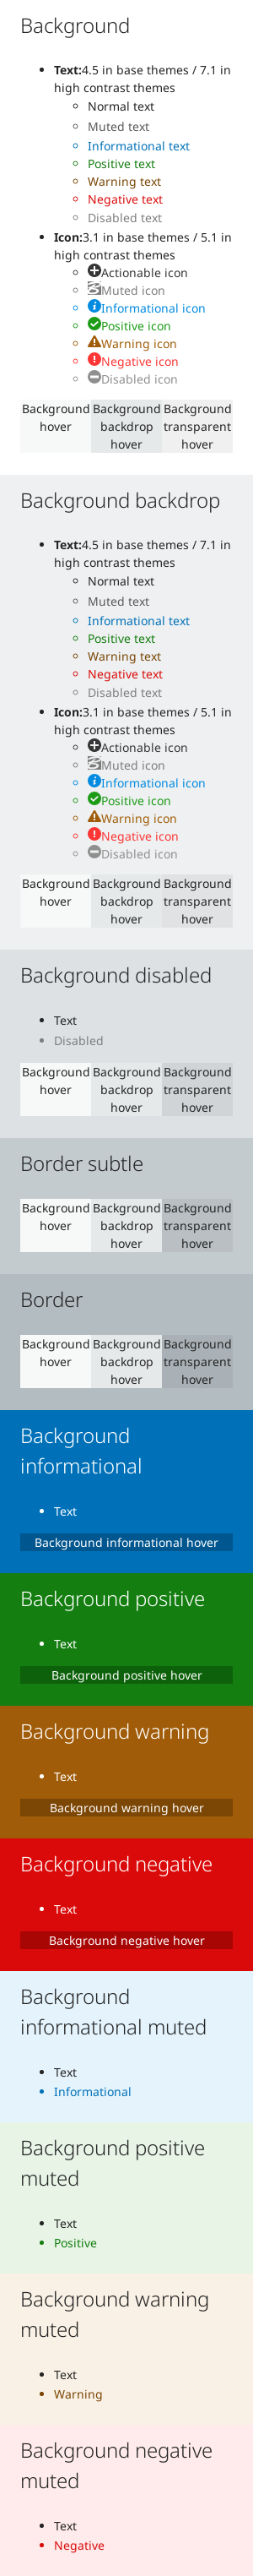 Background
Text:4.5 in base themes / 7.1 in
high contrast themes
Normal text
Muted text
Informational text
Positive text
Warning text
Negative text
Disabled text
Icon:3.1 in base themes / 5.1 in
high contrast themes
Actionable icon
Muted icon
Informational icon
Positive icon
Warning icon
Negative icon
Disabled icon
Background Background Background
hover backdrop transparent
hover hover
Background backdrop
Text:4.5 in base themes / 7.1 in
high contrast themes
Normal text
Muted text
Informational text
Positive text
Warning text
Negative text
Disabled text
Icon:3.1 in base themes / 5.1 in
high contrast themes
Actionable icon
Muted icon
Informational icon
Positive icon
Warning icon
Negative icon
Disabled icon
Background Background Background
hover backdrop transparent
hover hover
Background disabled
Text
Disabled
Background Background Background
hover backdrop transparent
hover hover
Border subtle
Background Background Background
hover backdrop transparent
hover hover
Border
Background Background Background
hover backdrop transparent
hover hover
Background
informational
Text
Background informational hover
Background positive
Text
Background positive hover
Background warning
Text
Background warning hover
Background negative
Text
Background negative hover
Background
informational muted
Text
Informational
Background positive
muted
Text
Positive
Background warning
muted
Text
Warning
Background negative
muted
Text
Negative